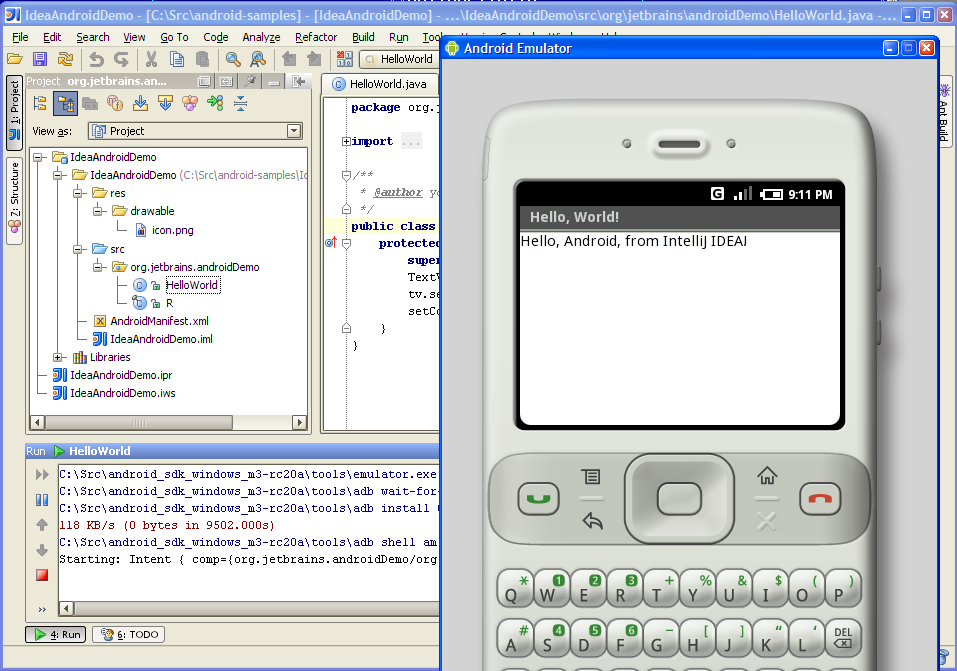 IdeaAndroidDemo - [C:\Src\android-samples] - [IdeaAndroidDemo] - ...\IdeaAndroidDemo\src\org\jetbrains\androidDemo\HelloWorld.java - ...
File Edit Search View Go To Code Analyze Refactor Build Run
HelloWorld
Project org.jetbrains.an...
View as: Project
1: Project
7: Structure
IdeaAndroidDemo
IdeaAndroidDemo (C:\Src\android-samples\Id
res
drawable
icon.png
src
org.jetbrains.androidDemo
HelloWorld
R
AndroidManifest.xml
IdeaAndroidDemo.iml
Libraries
IdeaAndroidDemo.ipr
IdeaAndroidDemo.iws
HelloWorld.java
package org.j
import ...
/**
* @author yo
*/
public class
protected
super
TextV
tv.se
setCo
}
}
Ant Build
Run HelloWorld
C:\Src\android_sdk_windows_m3-rc20a\tools\emulator.exe
C:\Src\android_sdk_windows_m3-rc20a\tools\adb wait-for-
C:\Src\android_sdk_windows_m3-rc20a\tools\adb install
118 KB/s (0 bytes in 9502.000s)
C:\Src\android_sdk_windows_m3-rc20a\tools\adb shell am
Starting: Intent { comp={org.jetbrains.androidDemo/org
4: Run 6: TODO
Android Emulator
G 9:11 PM
Hello, World!
Hello, Android, from IntelliJ IDEA!
Q * W 1 E 2 R 3 T + Y % U & I $ O ( P )
A # S 4 D 5 F 6 G - H [ J ] K " L ' DEL